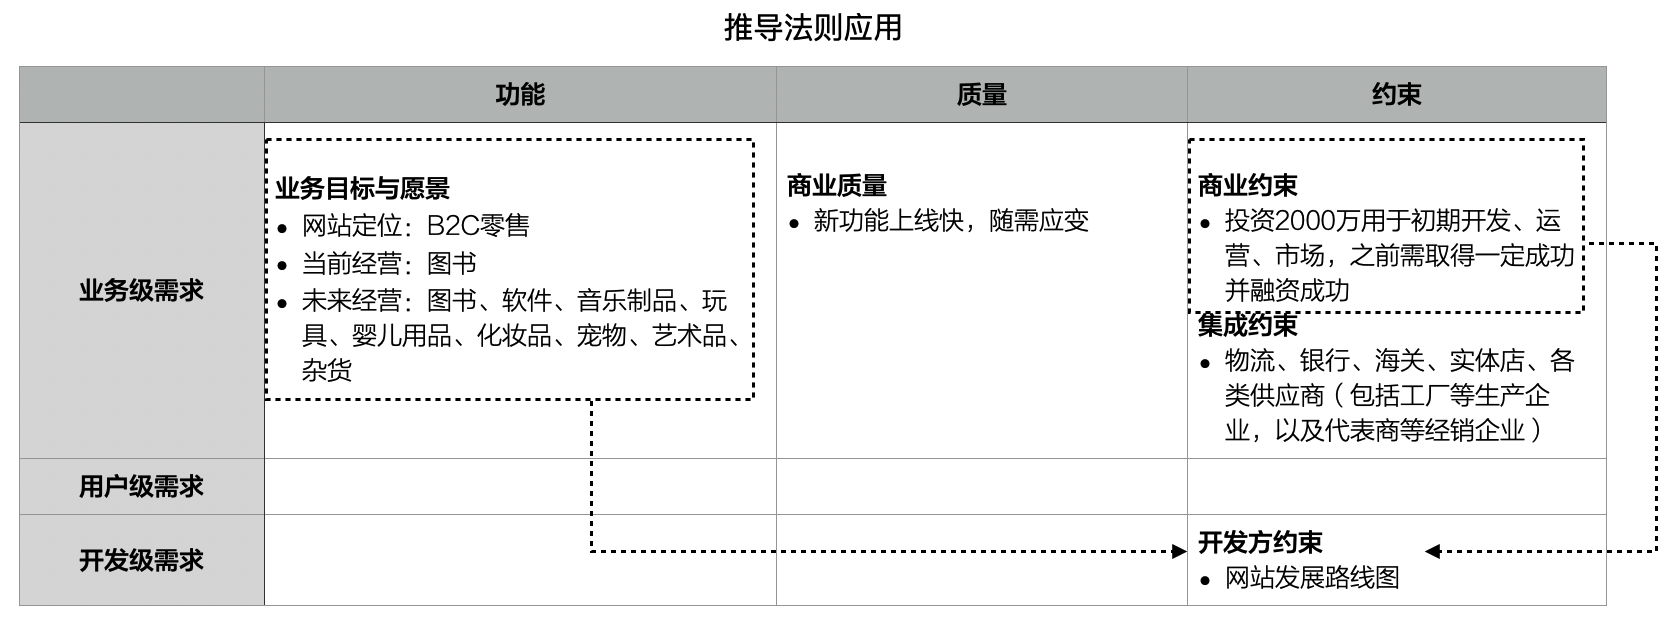 推导法则应用
功能
质量
约束
业务级需求
业务目标与愿景
• 网站定位：B2C零售
• 当前经营：图书
• 未来经营：图书、软件、音乐制品、玩
具、婴儿用品、化妆品、宠物、艺术品、
杂货
商业质量
• 新功能上线快，随需应变
商业约束
• 投资2000万用于初期开发、运
营、市场，之前需取得一定成功
并融资成功
集成约束
• 物流、银行、海关、实体店、各
类供应商（包括工厂等生产企
业，以及代表商等经销企业）
用户级需求
开发级需求
开发方约束
• 网站发展路线图